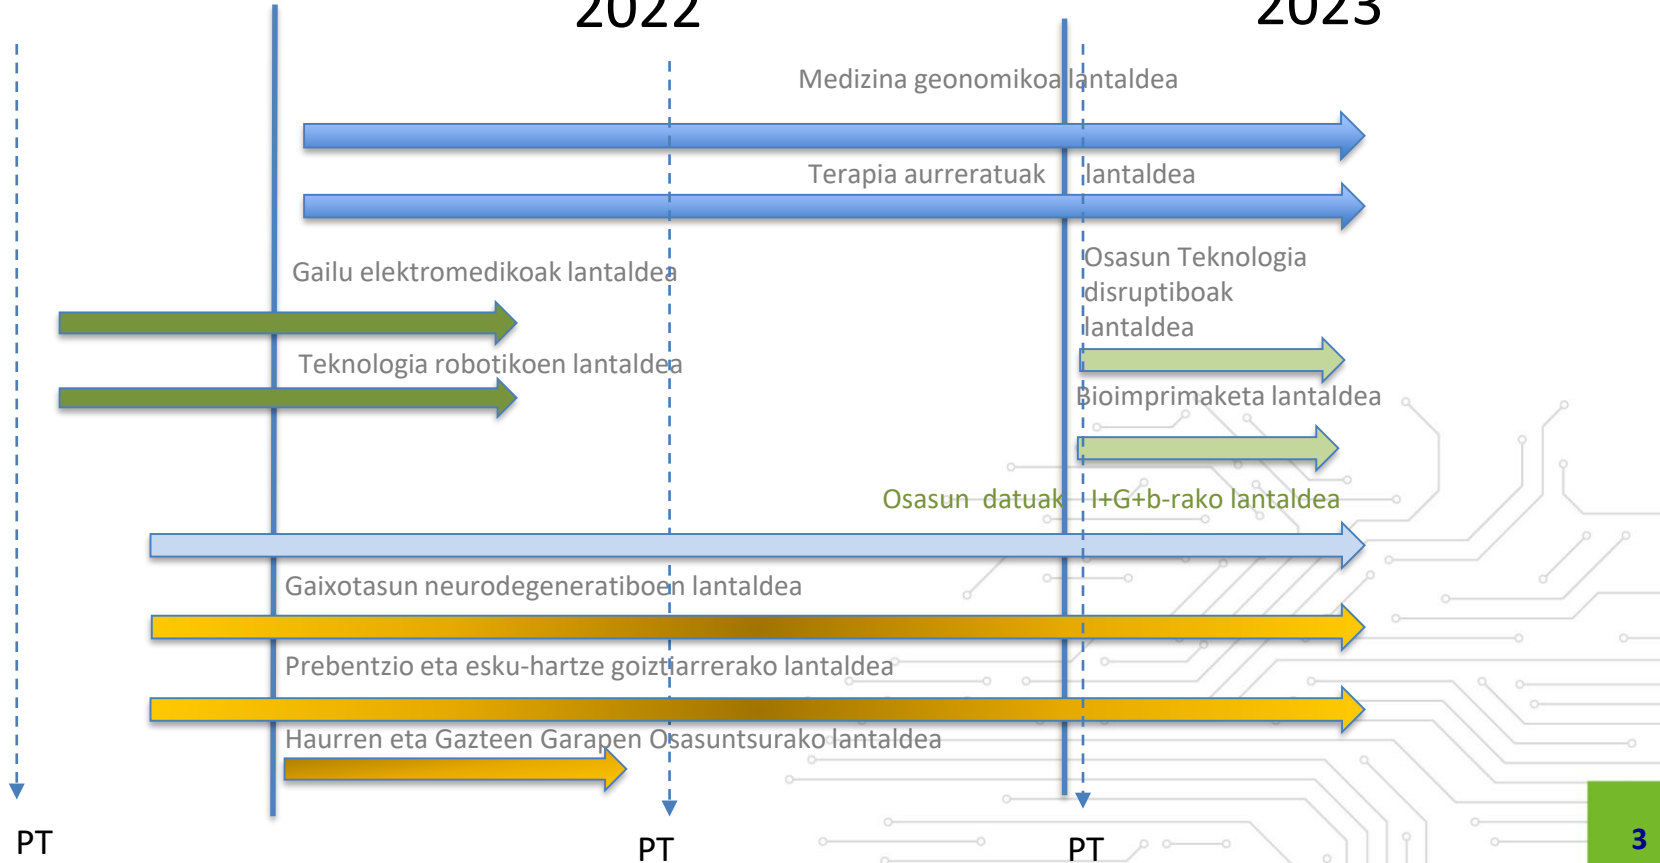 2022
2023
Medizina geonomikoa lantaldea
Terapia aurreratuak lantaldea
Gailu elektromedikoak lantaldea
Osasun Teknologia
disruptiboak
lantaldea
Teknologia robotikoen lantaldea
Bioimprimaketa lantaldea
Osasun datuak I+G+b-rako lantaldea
Gaixotasun neurodegeneratiboen lantaldea
Prebentzio eta esku-hartze goiztiarrerako lantaldea
Haurren eta Gazteen Garapen Osasuntsurako lantaldea
PT
PT
PT
3